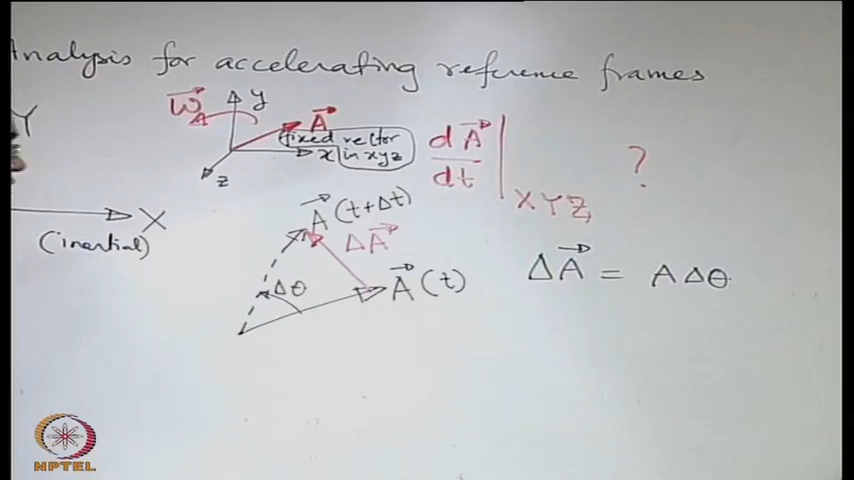 Analysis for accelerating reference frames
Y
ω⃗_A
y
A⃗
fixed vector
x in xyz
z
dA⃗/dt |XYZ ?
X
(inertial)
A⃗(t+Δt)
ΔA⃗
Δθ
A⃗(t)
ΔA⃗ = AΔθ
NPTEL